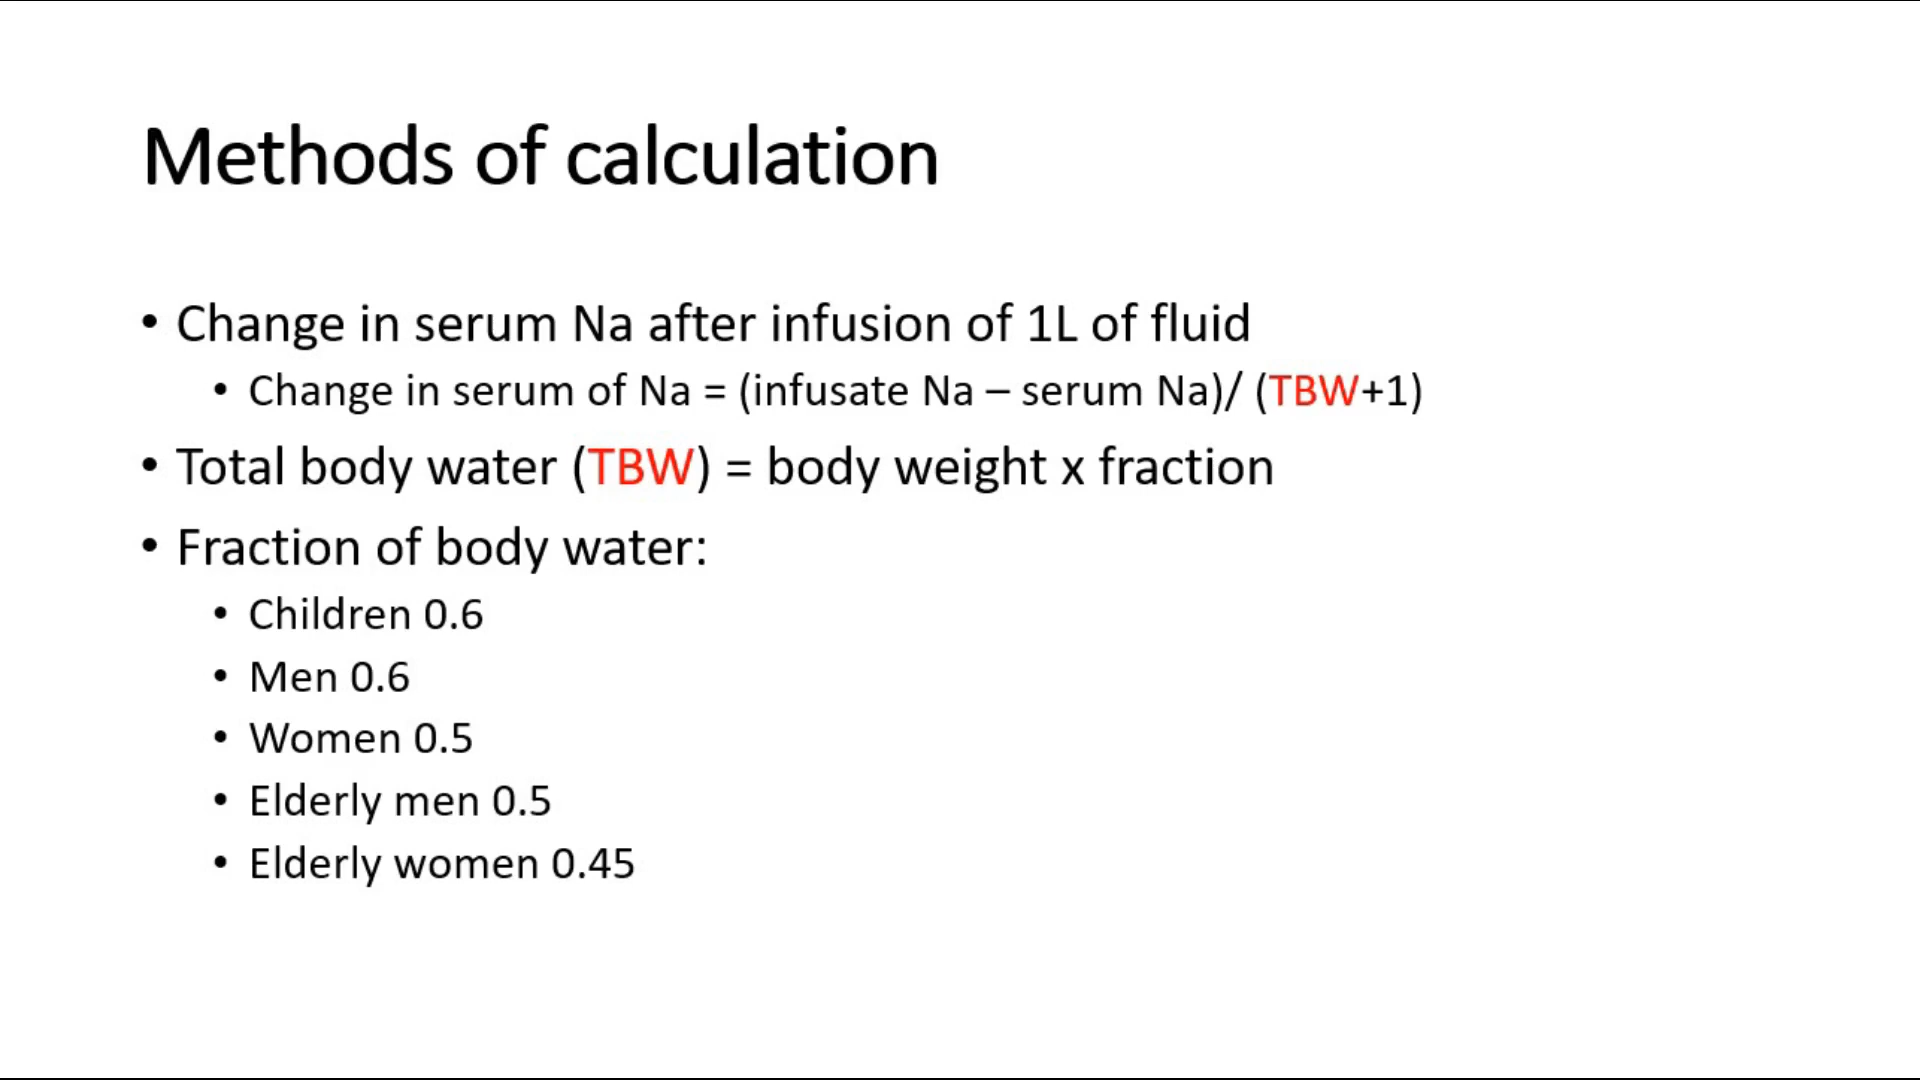 Methods of calculation
• Change in serum Na after infusion of 1L of fluid
• Change in serum of Na = (infusate Na – serum Na)/ (TBW+1)
• Total body water (TBW) = body weight x fraction
• Fraction of body water:
• Children 0.6
• Men 0.6
• Women 0.5
• Elderly men 0.5
• Elderly women 0.45